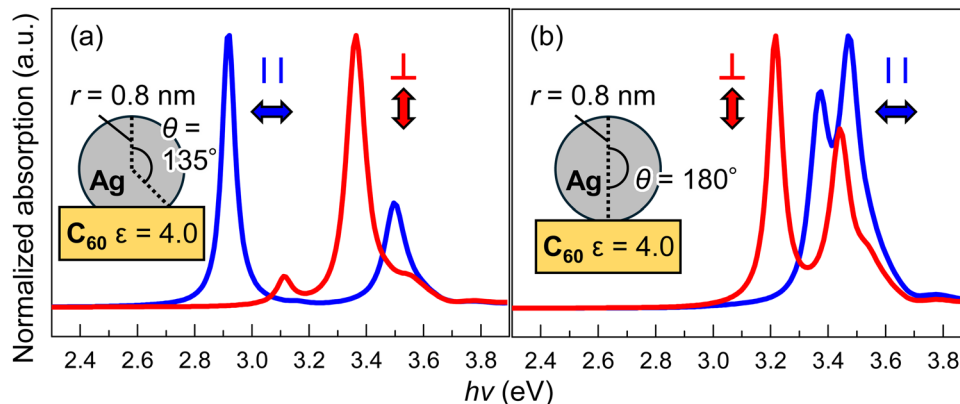 Normalized absorption (a.u.)
(a)
r = 0.8 nm
θ =
135°
Ag
C60 ε = 4.0
||
⊥
2.4 2.6 2.8 3.0 3.2 3.4 3.6 3.8
(b)
r = 0.8 nm
θ = 180°
Ag
C60 ε = 4.0
⊥
||
2.4 2.6 2.8 3.0 3.2 3.4 3.6 3.8
hν (eV)